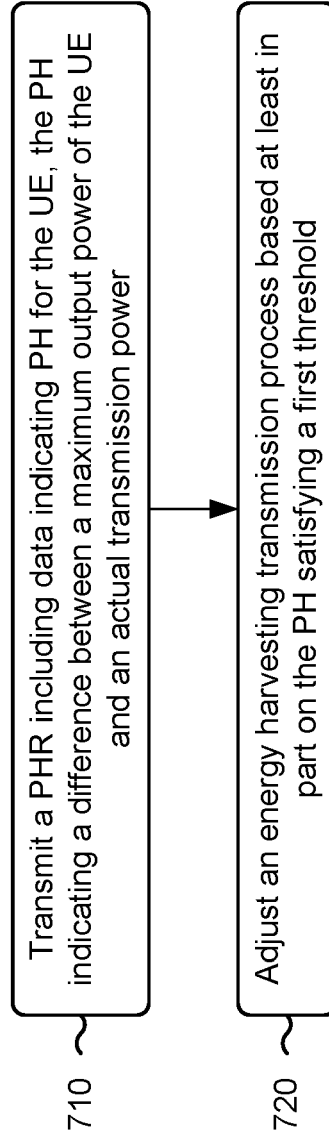 710
Transmit a PHR including data indicating PH for the UE, the PH
indicating a difference between a maximum output power of the UE
and an actual transmission power
720
Adjust an energy harvesting transmission process based at least in
part on the PH satisfying a first threshold